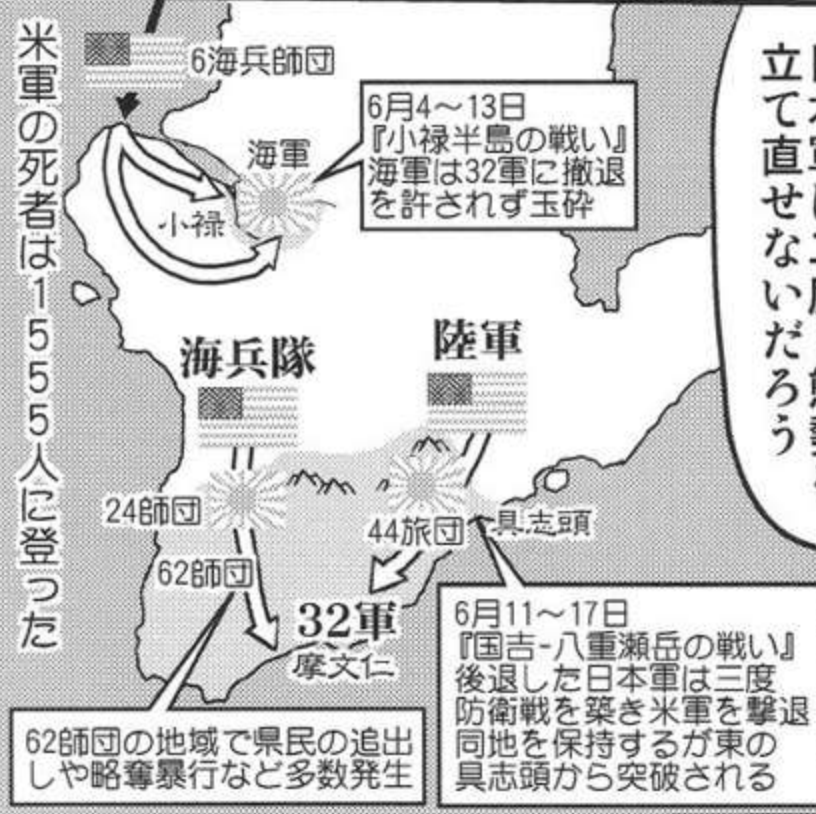 立て直せないだろう
6海兵師団
海軍
小禄
6月4～13日
『小禄半島の戦い』
海軍は32軍に撤退
を許されず玉砕
陸軍
海兵隊
24師団
44旅団
具志頭
62師団
32軍
摩文仁
6月11～17日
『国吉-八重瀬岳の戦い』
後退した日本軍は三度
防衛戦を築き米軍を撃退
同地を保持するが東の
具志頭から突破される
62師団の地域で県民の追出
しや略奪暴行など多数発生
米軍の死者は1555人に登った